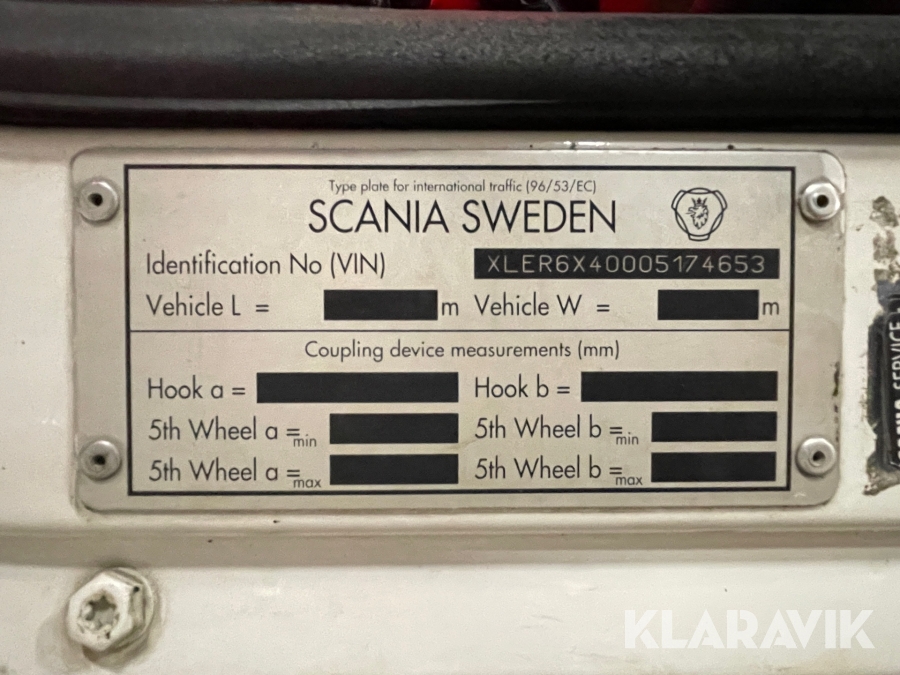 Type plate for international traffic (96/53/EC)
SCANIA SWEDEN
Identification No (VIN) XLER6X40005174653
Vehicle L = m Vehicle W = m
Coupling device measurements (mm)
Hook a = Hook b =
5th Wheel a = min 5th Wheel b = min
5th Wheel a = max 5th Wheel b = max
SERVICE
KLARAVIK